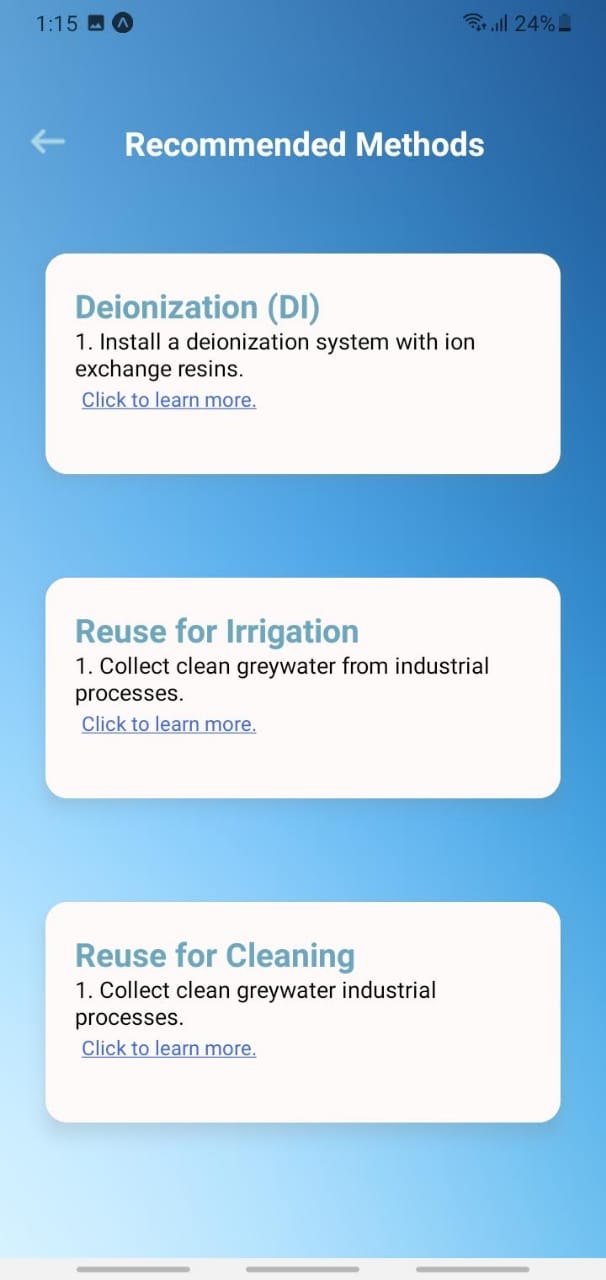 1:15 24%
Recommended Methods
Deionization (DI)
1. Install a deionization system with ion
exchange resins.
Click to learn more.
Reuse for Irrigation
1. Collect clean greywater from industrial
processes.
Click to learn more.
Reuse for Cleaning
1. Collect clean greywater industrial
processes.
Click to learn more.